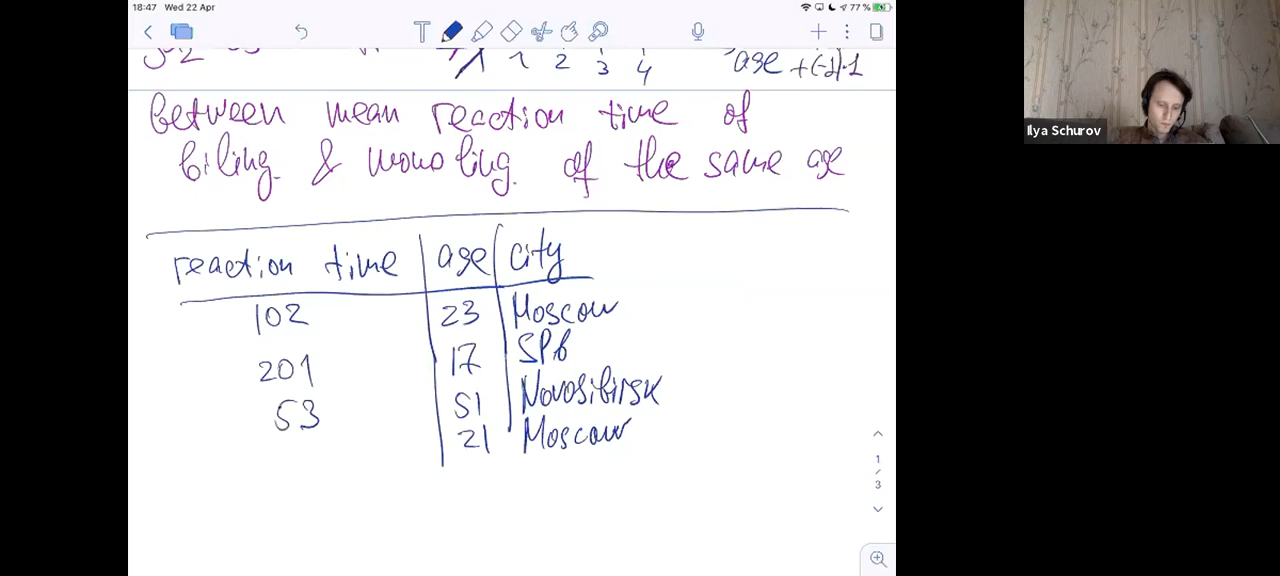 18:47 Wed 22 Apr
77 %
1 2 3 4
age + (-1)·1
between mean reaction time of
biling. & monoling. of the same age
reaction time age city
102 23 Moscow
201 17 SPb
53 51 Novosibirsk
21 Moscow
1
/
3
Ilya Schurov